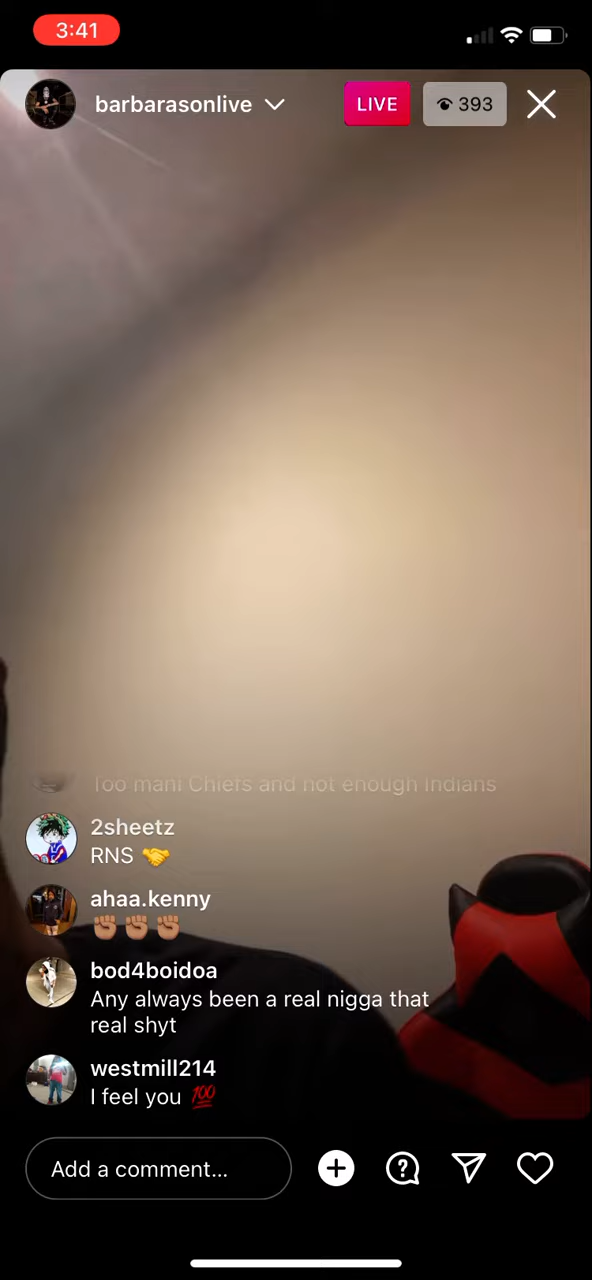 3:41
barbarasonlive
LIVE
393
Too mani Chiefs and not enough Indians
2sheetz
RNS 🤝
ahaa.kenny
✊🏽✊🏽✊🏽
bod4boidoa
Any always been a real nigga that
real shyt
westmill214
I feel you 💯
Add a comment...